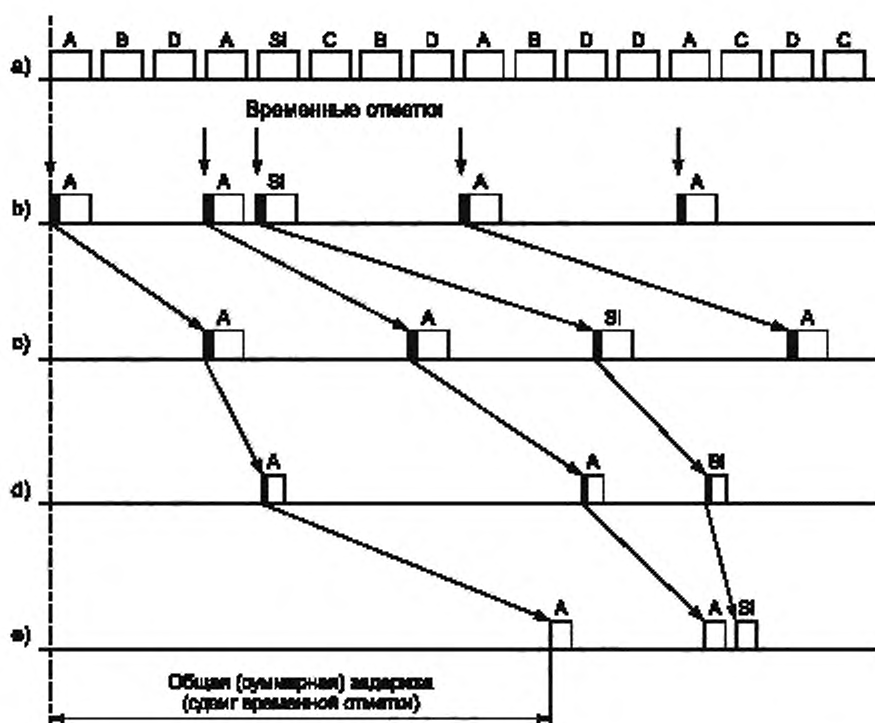 A B D A SI C B D A B D D A C D C
a)
Временные отметки
A A SI A A
b)
A A SI A
c)
A A SI
d)
A A SI
e)
Общая (суммарная) задержка
(сдвиг временной отметки)